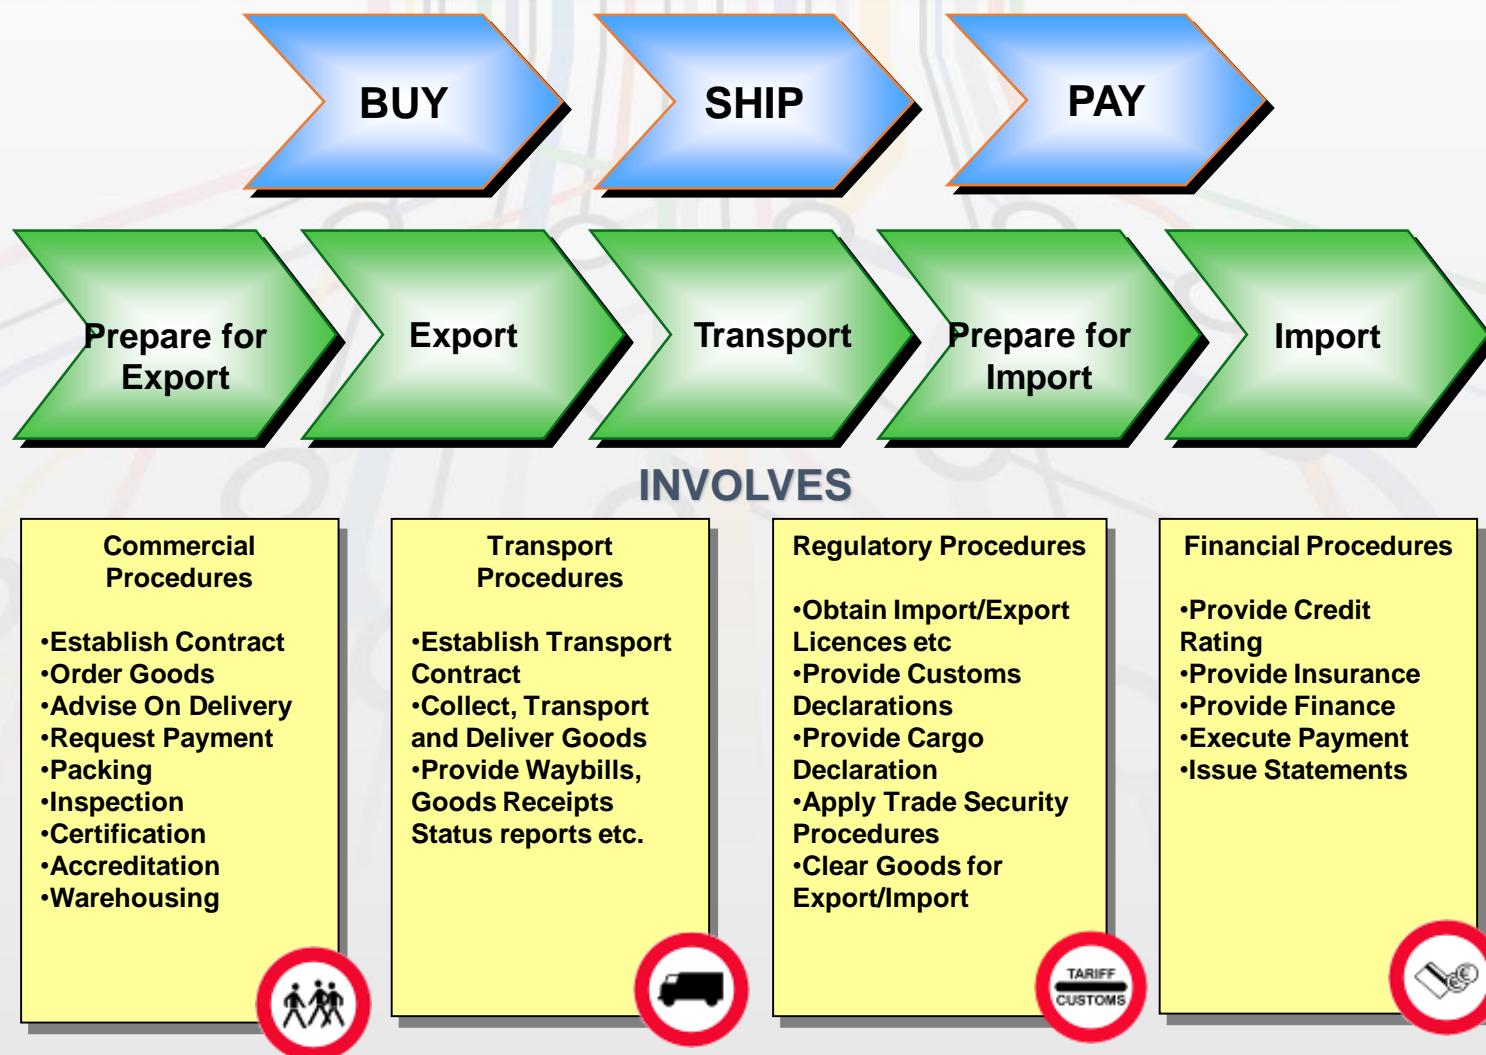 BUY
SHIP
PAY
Prepare for
Export
Export
Transport
Prepare for
Import
Import
INVOLVES
Commercial
Procedures
•Establish Contract
•Order Goods
•Advise On Delivery
•Request Payment
•Packing
•Inspection
•Certification
•Accreditation
•Warehousing
Transport
Procedures
•Establish Transport
Contract
•Collect, Transport
and Deliver Goods
•Provide Waybills,
Goods Receipts
Status reports etc.
Regulatory Procedures
•Obtain Import/Export
Licences etc
•Provide Customs
Declarations
•Provide Cargo
Declaration
•Apply Trade Security
Procedures
•Clear Goods for
Export/Import
TARIFF
CUSTOMS
Financial Procedures
•Provide Credit
Rating
•Provide Insurance
•Provide Finance
•Execute Payment
•Issue Statements